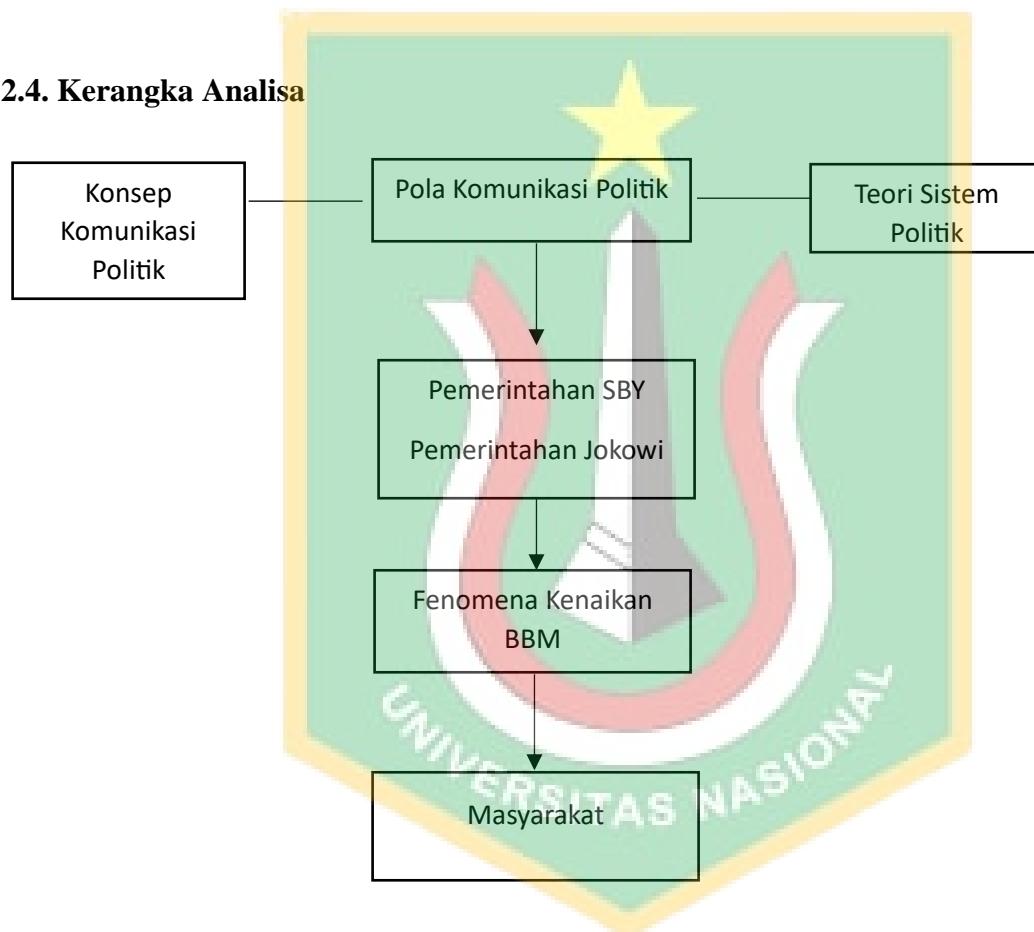 2.4. Kerangka Analisa
Konsep
Komunikasi
Politik
Pola Komunikasi Politik
Teori Sistem
Politik
Pemerintahan SBY
Pemerintahan Jokowi
Fenomena Kenaikan
BBM
Masyarakat
UNIVERSITAS NASIONAL